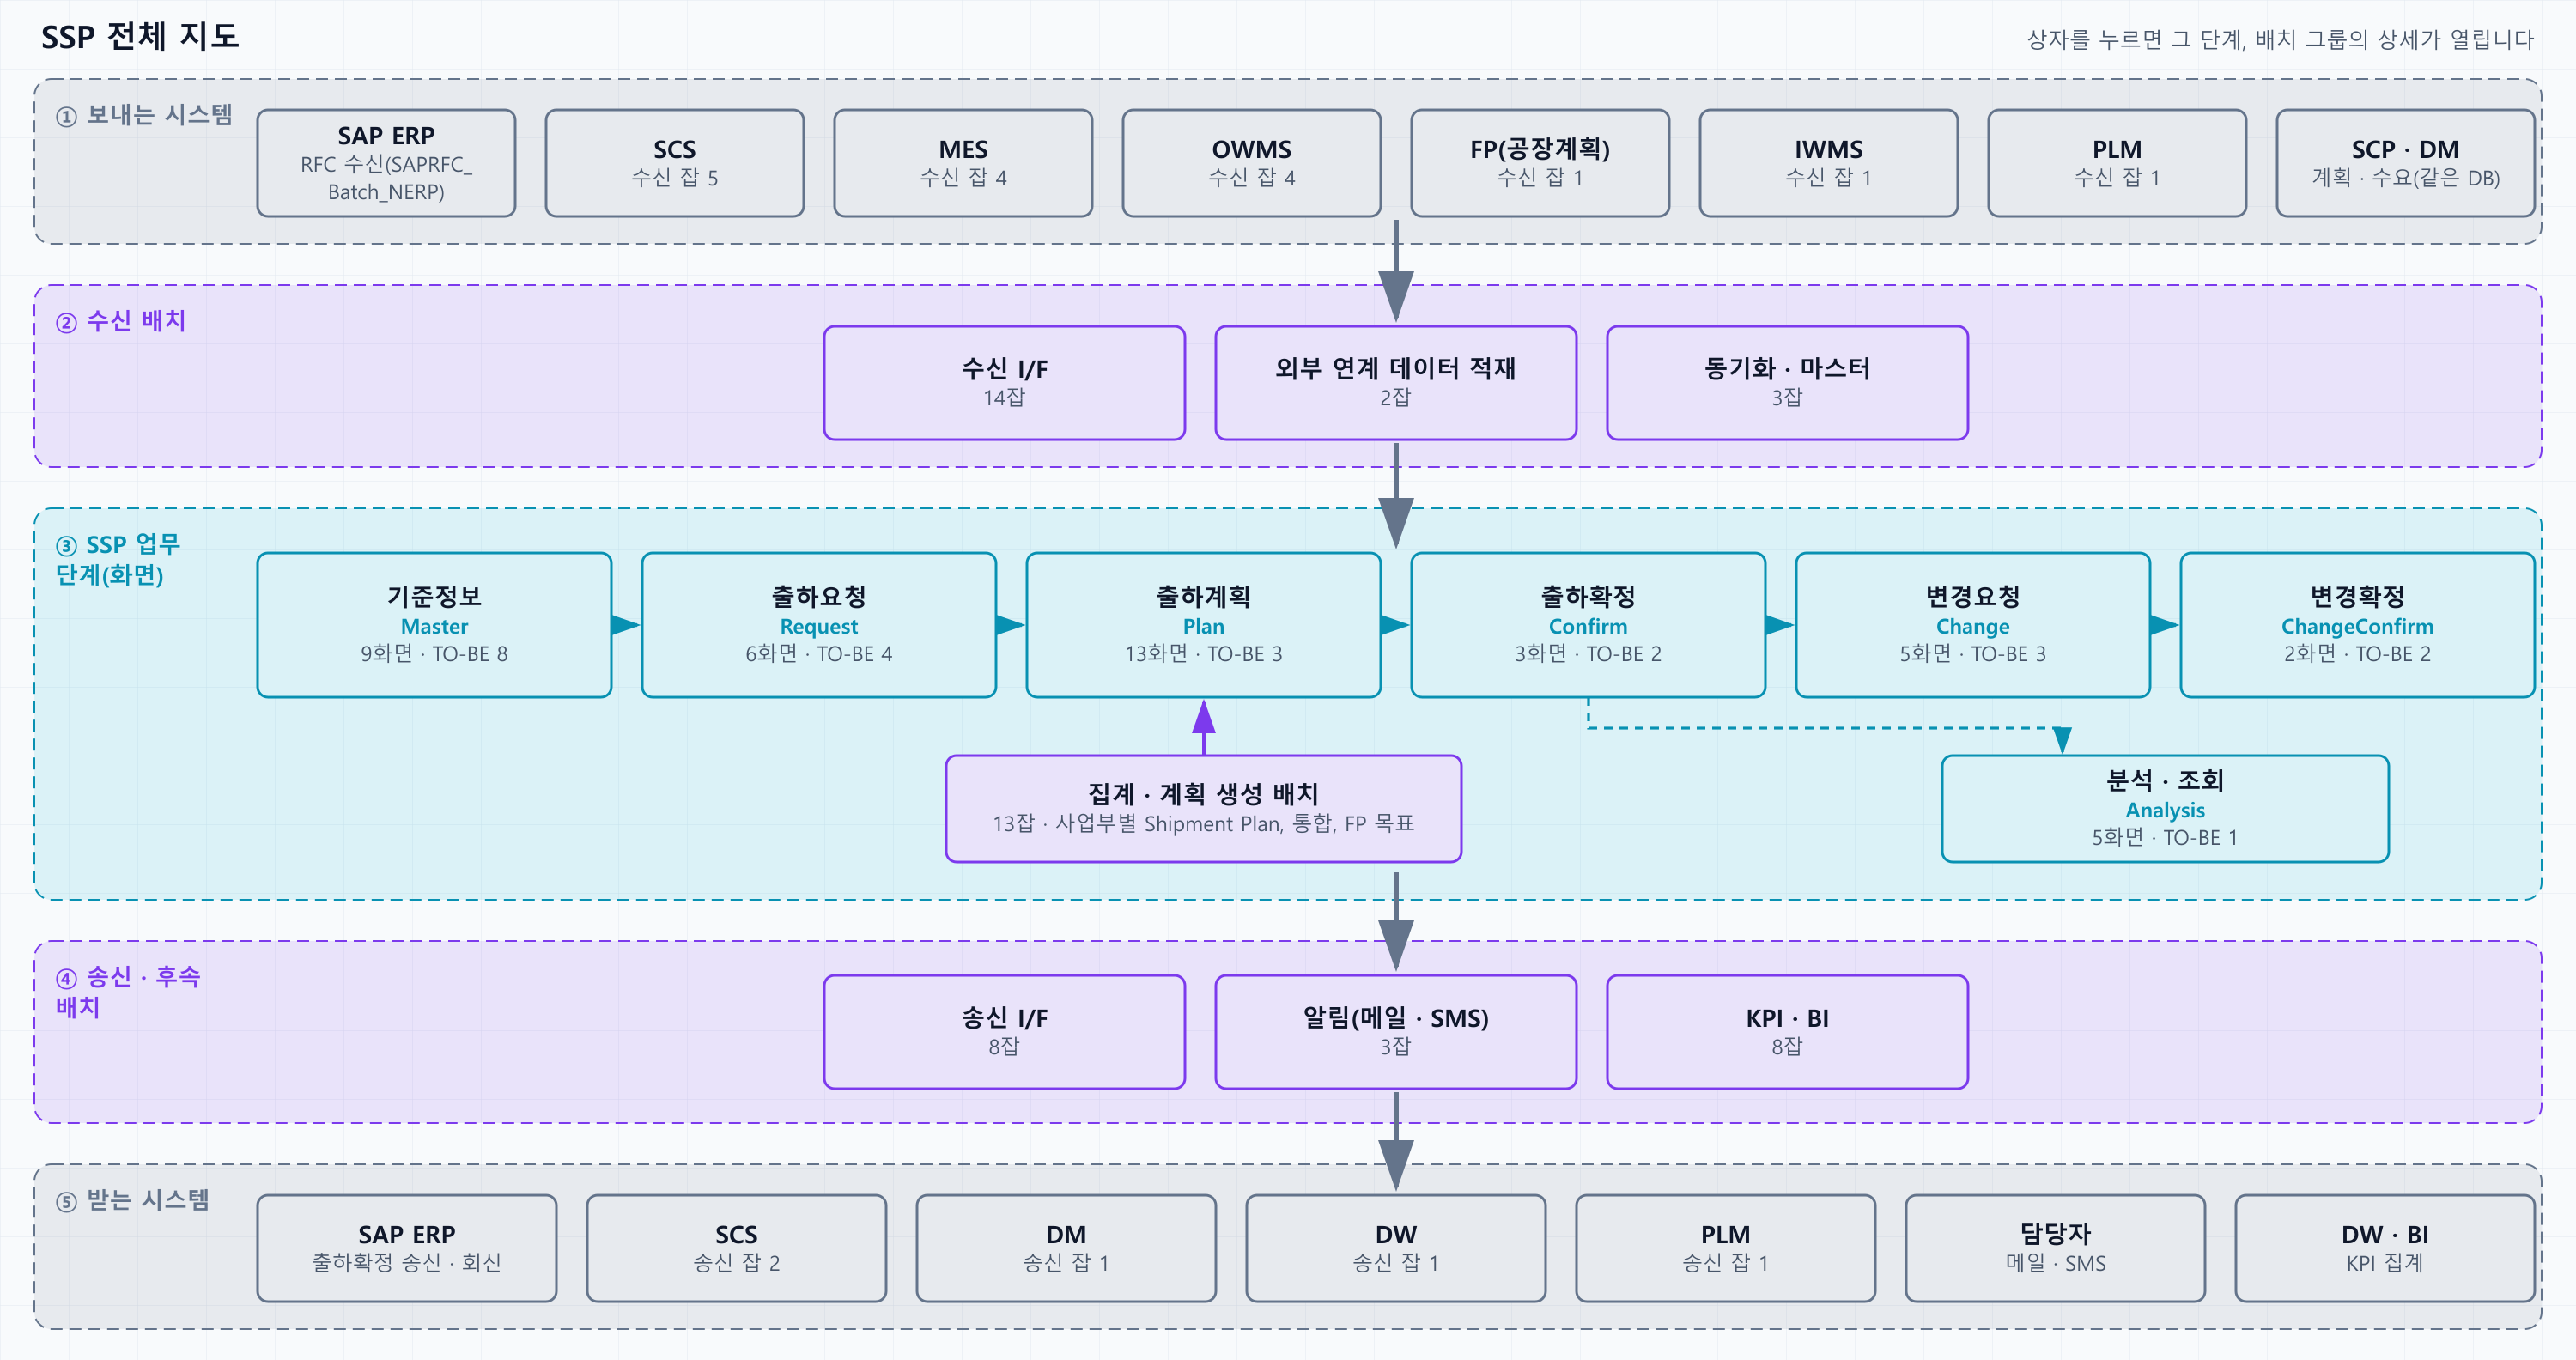 SSP 전체 지도
상자를 누르면 그 단계, 배치 그룹의 상세가 열립니다
① 보내는 시스템
SAP ERP
RFC 수신(SAPRFC_
Batch_NERP)
SCS
수신 잡 5
MES
수신 잡 4
OWMS
수신 잡 4
FP(공장계획)
수신 잡 1
IWMS
수신 잡 1
PLM
수신 잡 1
SCP · DM
계획 · 수요(같은 DB)
② 수신 배치
수신 I/F
14잡
외부 연계 데이터 적재
2잡
동기화 · 마스터
3잡
③ SSP 업무
단계(화면)
기준정보
Master
9화면 · TO-BE 8
출하요청
Request
6화면 · TO-BE 4
출하계획
Plan
13화면 · TO-BE 3
출하확정
Confirm
3화면 · TO-BE 2
변경요청
Change
5화면 · TO-BE 3
변경확정
ChangeConfirm
2화면 · TO-BE 2
집계 · 계획 생성 배치
13잡 · 사업부별 Shipment Plan, 통합, FP 목표
분석 · 조회
Analysis
5화면 · TO-BE 1
④ 송신 · 후속
배치
송신 I/F
8잡
알림(메일 · SMS)
3잡
KPI · BI
8잡
⑤ 받는 시스템
SAP ERP
출하확정 송신 · 회신
SCS
송신 잡 2
DM
송신 잡 1
DW
송신 잡 1
PLM
송신 잡 1
담당자
메일 · SMS
DW · BI
KPI 집계